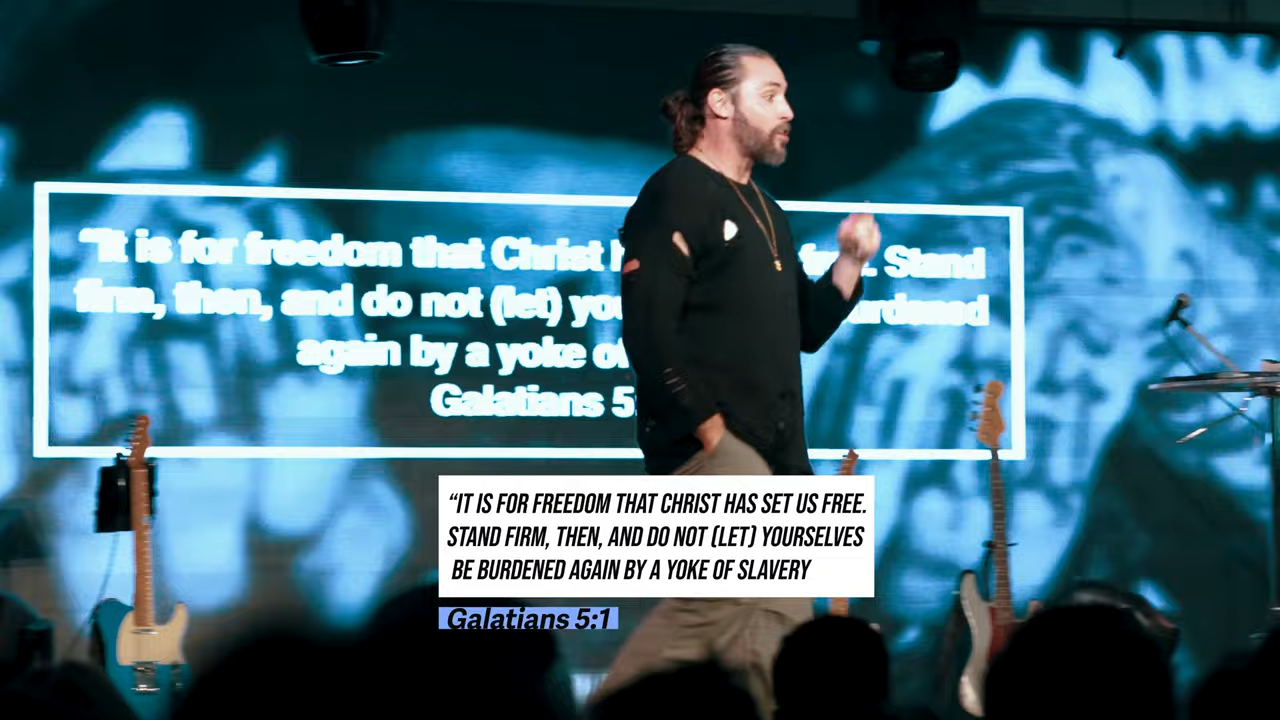 “It is for freedom that Christ
free. Stand
firm, then, and do not (let)
again by a yoke of
Galatians 5:
“IT IS FOR FREEDOM THAT CHRIST HAS SET US FREE.
STAND FIRM, THEN, AND DO NOT (LET) YOURSELVES
BE BURDENED AGAIN BY A YOKE OF SLAVERY
Galatians 5:1